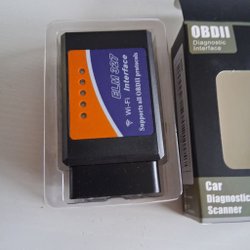 ELM 327
Interface
Wi-Fi
Supports all OBDII protocols
OBDII
Diagnostic
Interface
Car
Diagnostic
Scanner